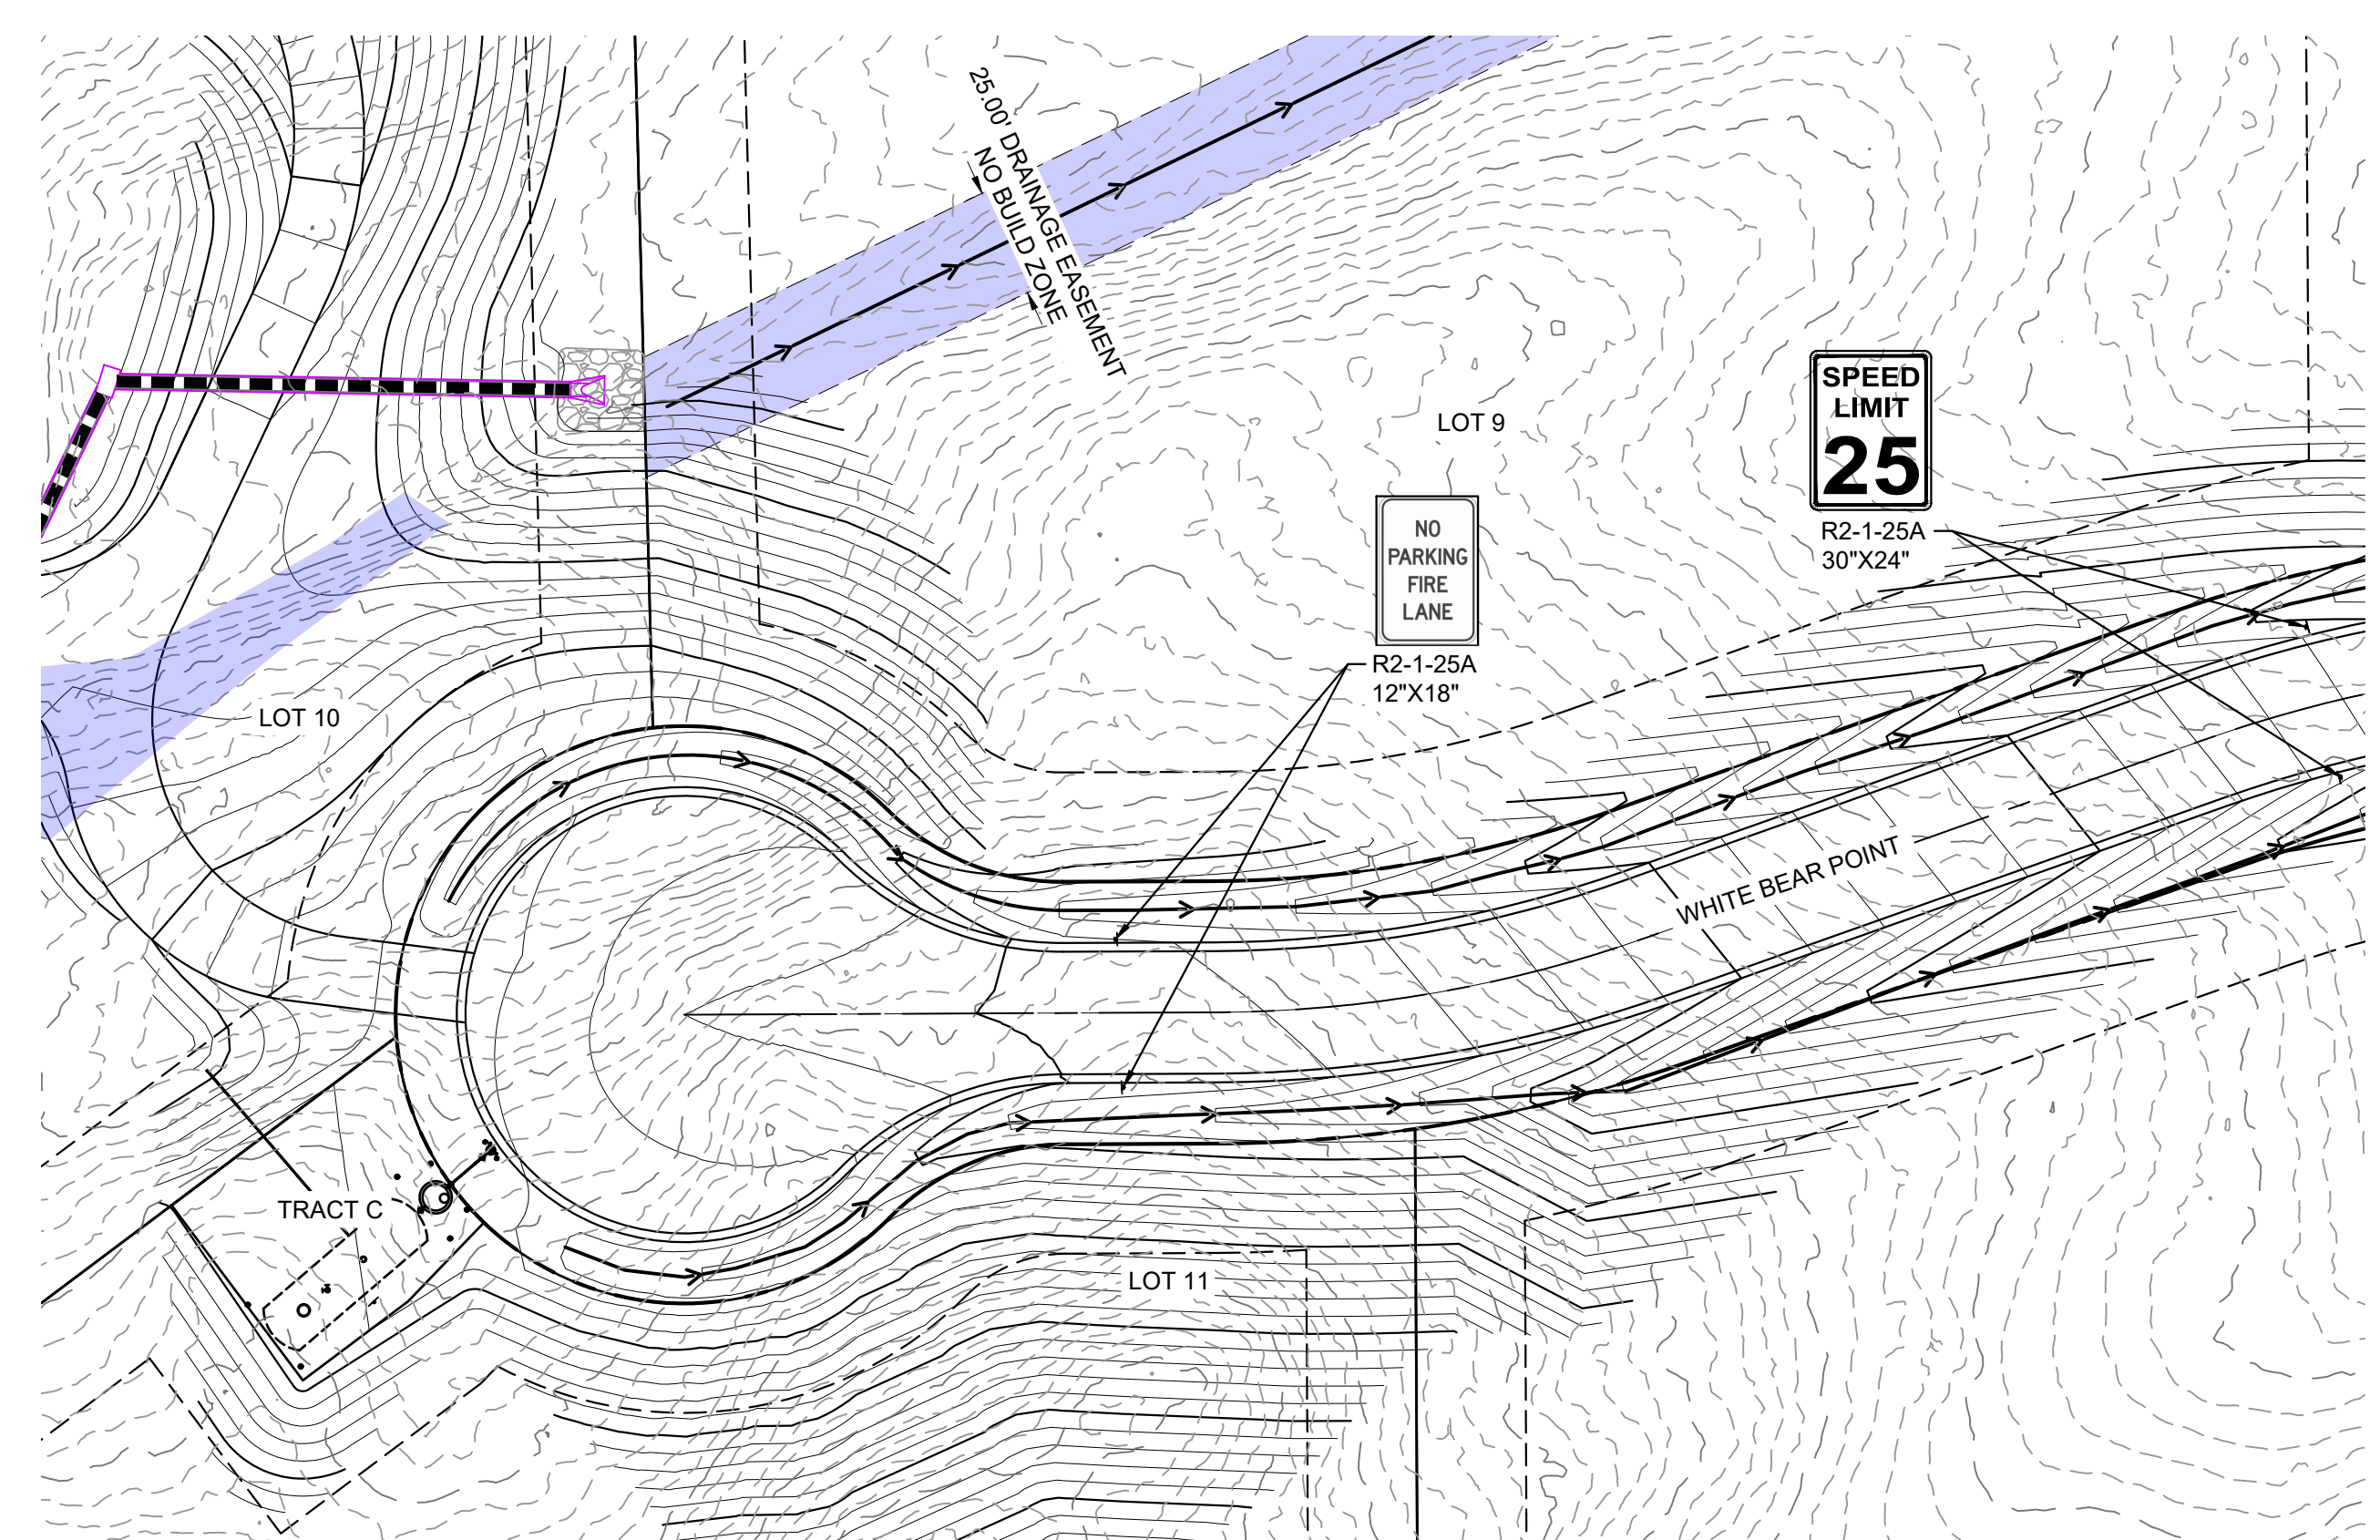 25.00' DRAINAGE EASEMENT
NO BUILD ZONE
LOT 9
SPEED
LIMIT
25
R2-1-25A
30"X24"
NO
PARKING
FIRE
LANE
R2-1-25A
12"X18"
LOT 10
WHITE BEAR POINT
TRACT C
LOT 11